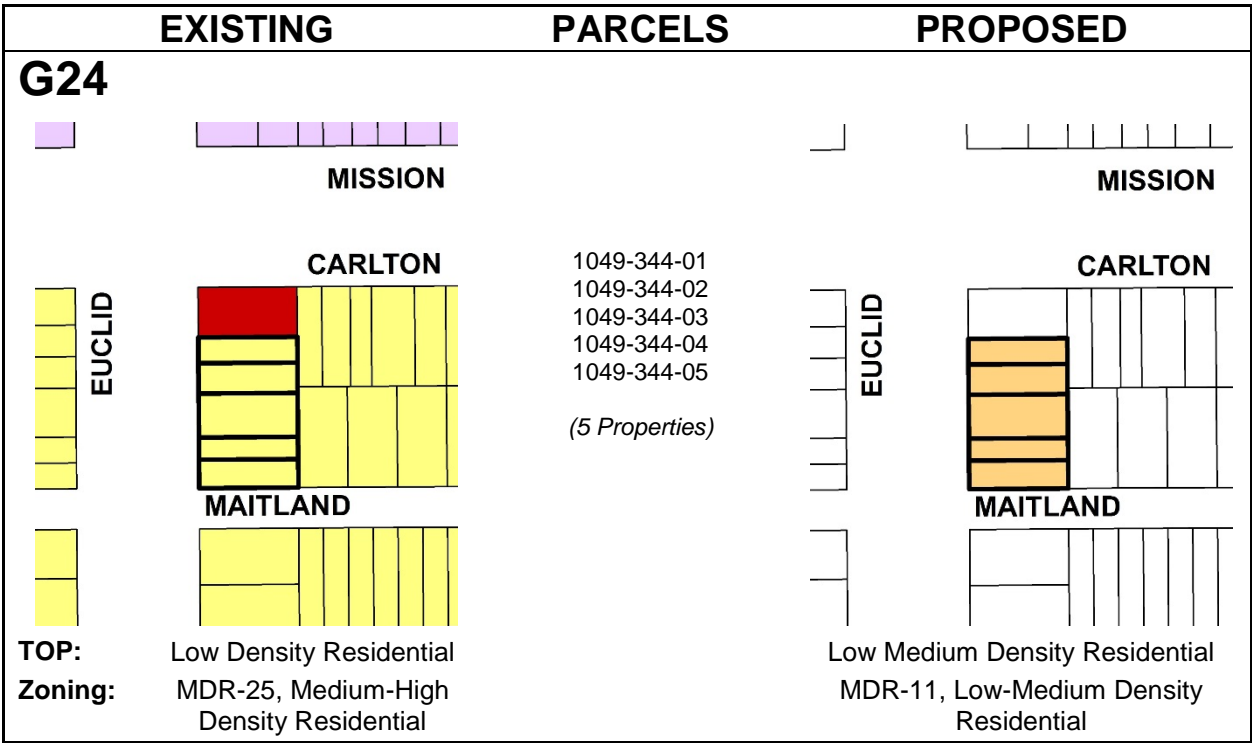 EXISTING
PARCELS
PROPOSED
G24
MISSION
CARLTON
EUCLID
MAITLAND
1049-344-01
1049-344-02
1049-344-03
1049-344-04
1049-344-05
(5 Properties)
MISSION
CARLTON
EUCLID
MAITLAND
TOP:
Low Density Residential
Low Medium Density Residential
Zoning:
MDR-25, Medium-High
Density Residential
MDR-11, Low-Medium Density
Residential